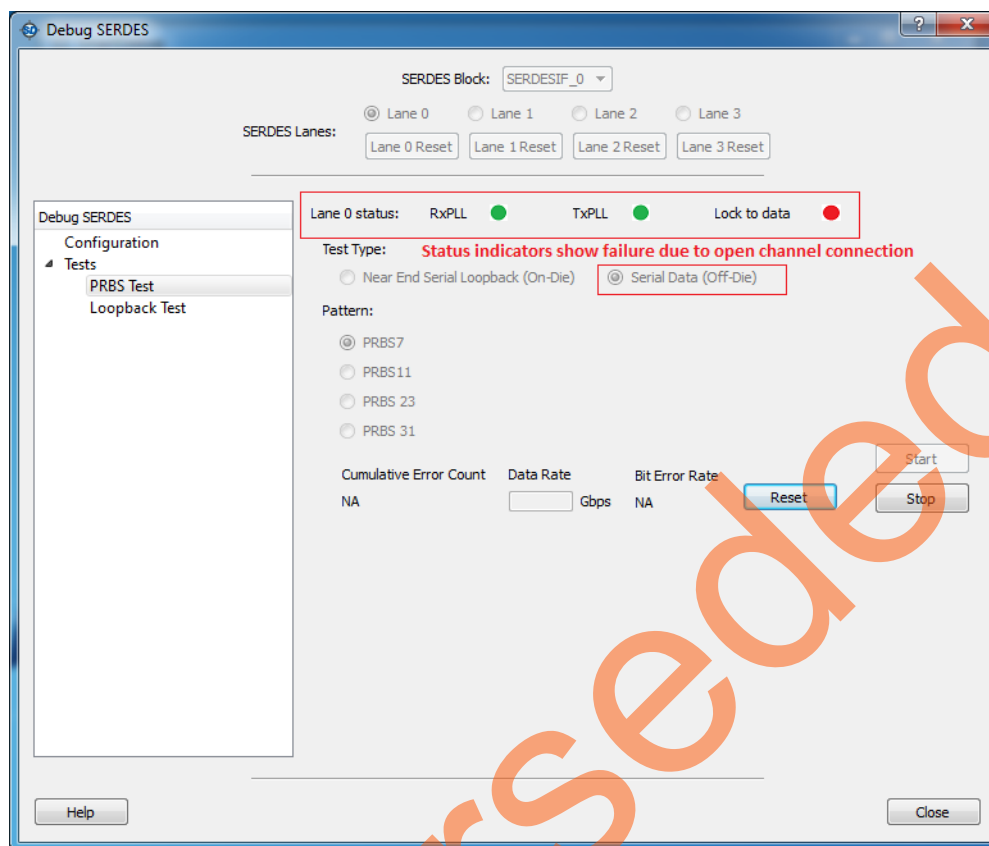 Debug SERDES
?
X
SERDES Block: SERDESIF_0
SERDES Lanes:
Lane 0 Lane 1 Lane 2 Lane 3
Lane 0 Reset Lane 1 Reset Lane 2 Reset Lane 3 Reset
Debug SERDES
Configuration
Tests
PRBS Test
Loopback Test
Lane 0 status: RxPLL TxPLL Lock to data
Test Type: Status indicators show failure due to open channel connection
Near End Serial Loopback (On-Die) Serial Data (Off-Die)
Pattern:
PRBS7
PRBS11
PRBS 23
PRBS 31
Cumulative Error Count Data Rate Bit Error Rate
NA Gbps NA
Reset
Start
Stop
Help
Close
rseded